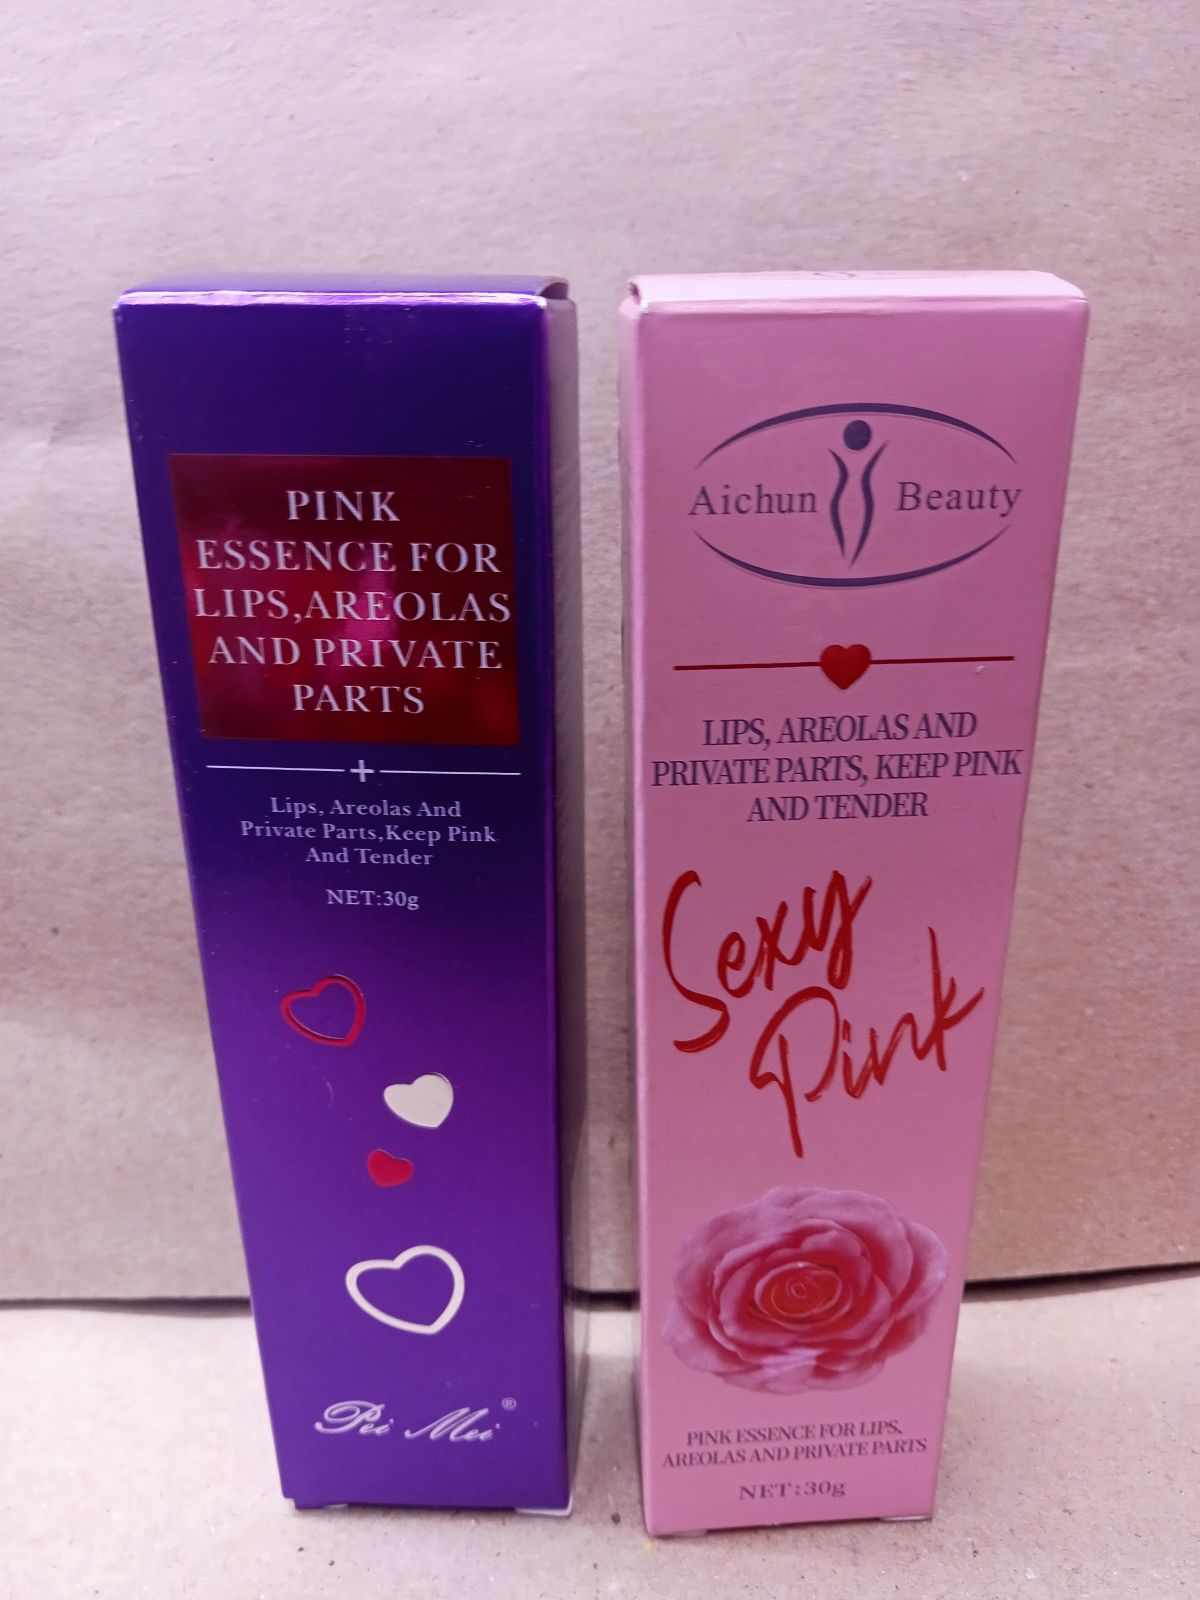 PINK
ESSENCE FOR
LIPS,AREOLAS
AND PRIVATE
PARTS
Lips, Areolas And
Private Parts,Keep Pink
And Tender
NET:30g
Pei Mei®
Aichun Beauty
LIPS, AREOLAS AND
PRIVATE PARTS, KEEP PINK
AND TENDER
Sexy
Pink
PINK ESSENCE FOR LIPS,
AREOLAS AND PRIVATE PARTS
NET:30g